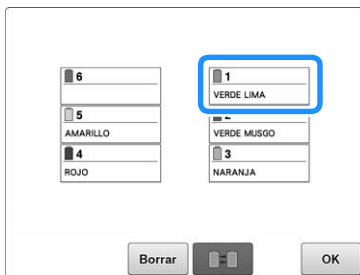 6
1
VERDE LIMA
5
AMARILLO
VERDE MUSGO
4
ROJO
3
NARANJA
Borrar
OK